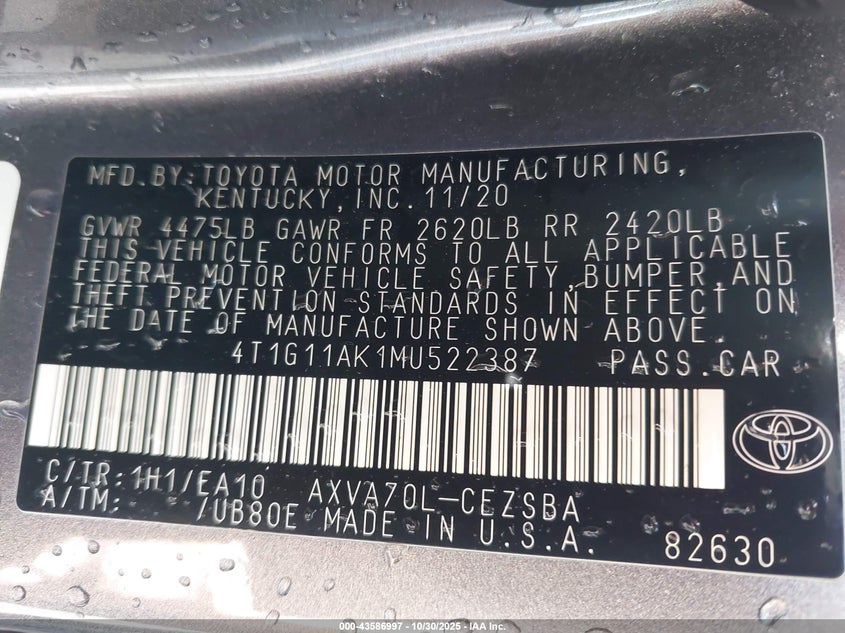 MFD.BY:TOYOTA MOTOR MANUFACTURING,
KENTUCKY,INC.11/20
GVWR 4475LB GAWR FR 2620LB RR 2420LB
THIS VEHICLE CONFORMS TO ALL APPLICABLE
FEDERAL MOTOR VEHICLE SAFETY,BUMPER,AND
THEFT PREVENTION STANDARDS IN EFFECT ON
THE DATE OF MANUFACTURE SHOWN ABOVE.
4T1G11AK1MU522387 PASS.CAR
C/TR:1H1/EA10 AXVA70L-CEZSBA
A/TM: /UB80E MADE IN U.S.A.
82630
000-43586997 - 10/30/2025 - IAA Inc.